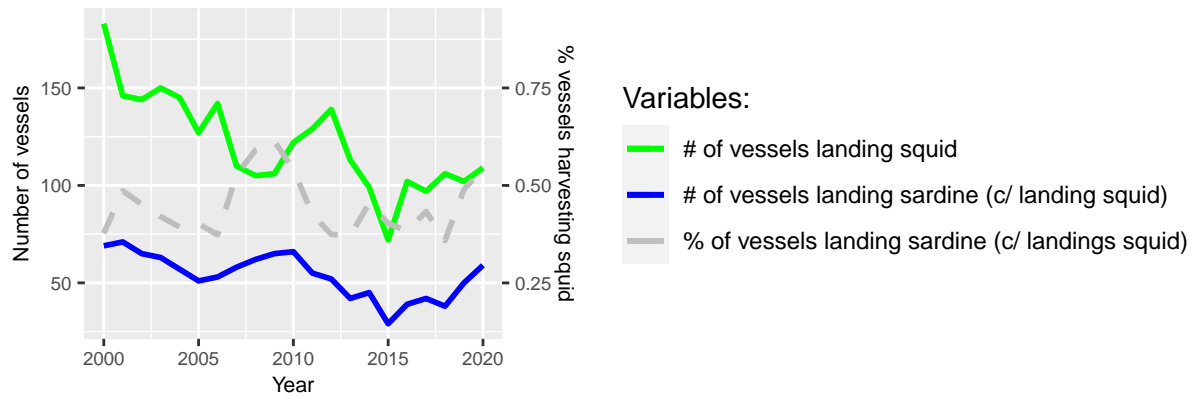 Number of vessels
150
100
50
0.75
0.50
0.25
% vessels harvesting squid
2000
2005
2010
2015
2020
Year
Variables:
# of vessels landing squid
# of vessels landing sardine (c/ landing squid)
% of vessels landing sardine (c/ landings squid)